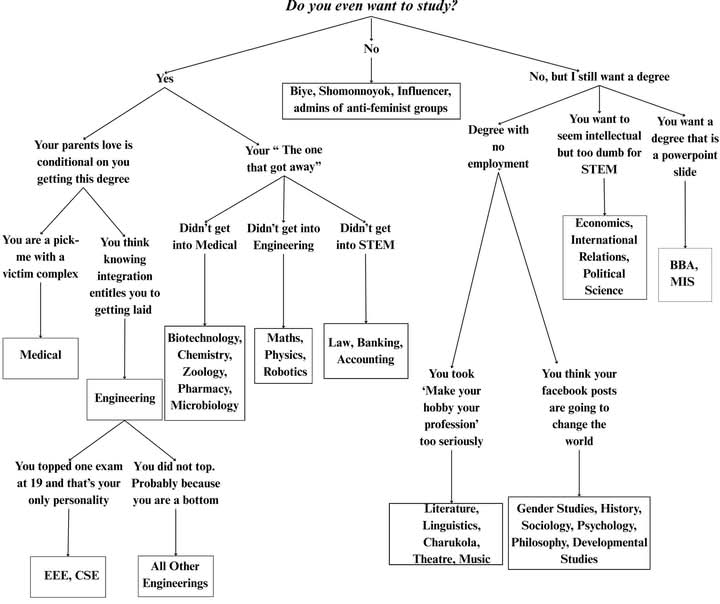 Do you even want to study?
No
Yes
No, but I still want a degree
Biye, Shomonnoyok, Influencer,
admins of anti-feminist groups
Your parents love is
conditional on you
getting this degree
Your “ The one
that got away”
Degree with
no
employment
You want to
seem intellectual
but too dumb for
STEM
You want a
degree that is
a powerpoint
slide
You are a pick-
me with a
victim complex
You think
knowing
integration
entitles you to
getting laid
Didn’t get
into Medical
Didn’t get into
Engineering
Didn’t get
into STEM
Economics,
International
Relations,
Political
Science
BBA,
MIS
Medical
Engineering
Biotechnology,
Chemistry,
Zoology,
Pharmacy,
Microbiology
Maths,
Physics,
Robotics
Law, Banking,
Accounting
You took
‘Make your
hobby your
profession’
too seriously
You think your
facebook posts
are going to
change the
world
You topped one exam
at 19 and that’s your
only personality
You did not top.
Probably because
you are a bottom
EEE, CSE
All Other
Engineerings
Literature,
Linguistics,
Charukola,
Theatre, Music
Gender Studies, History,
Sociology, Psychology,
Philosophy, Developmental
Studies